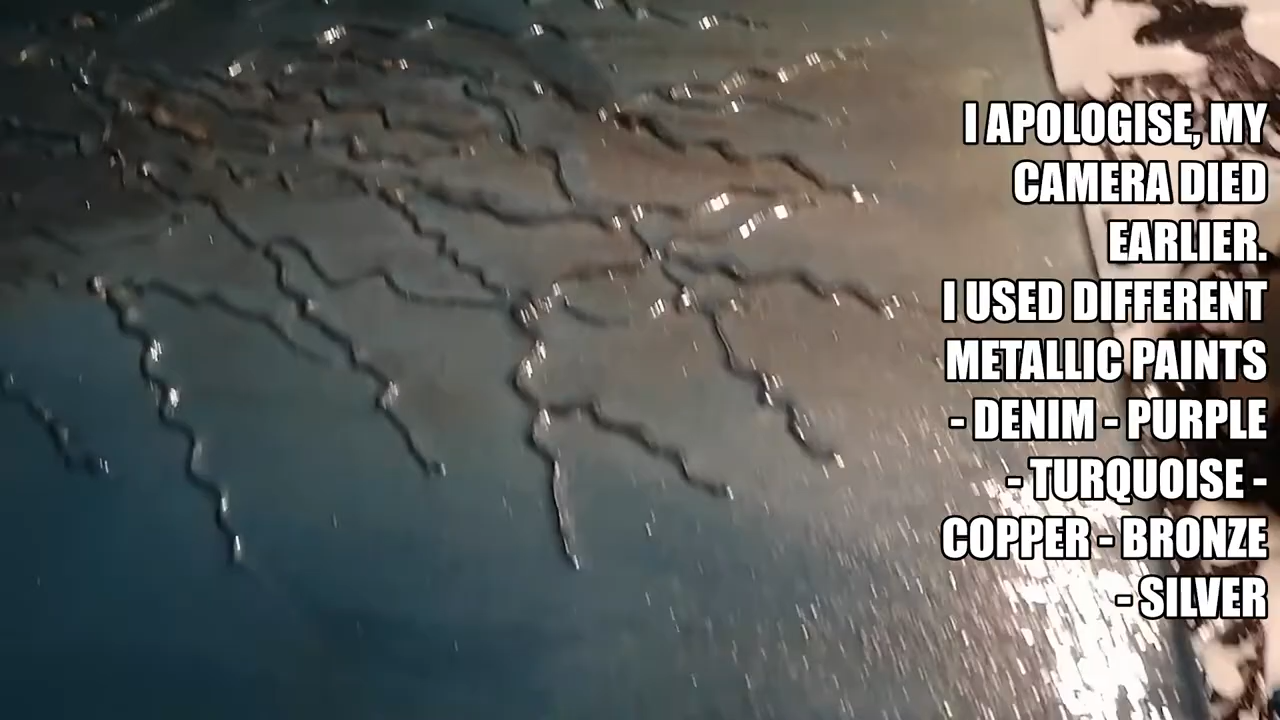 I APOLOGISE, MY
CAMERA DIED
EARLIER.
I USED DIFFERENT
METALLIC PAINTS
- DENIM - PURPLE
- TURQUOISE -
COPPER - BRONZE
- SILVER